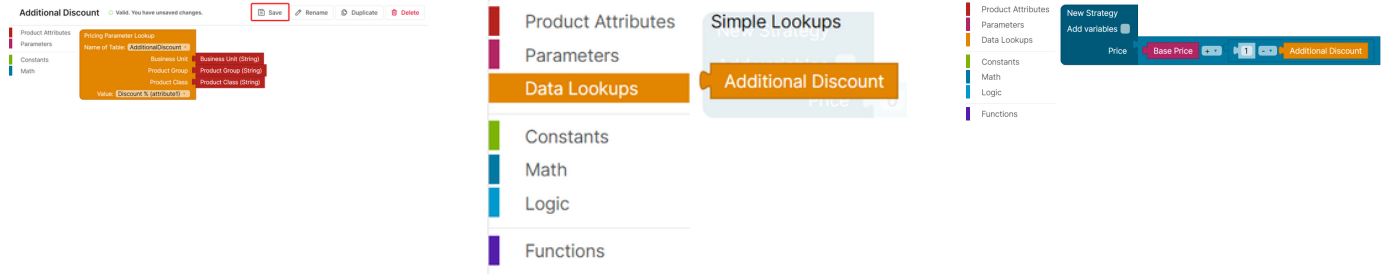 Additional Discount
Valid. You have unsaved changes.
Save
Rename
Duplicate
Delete
Product Attributes
Parameters
Constants
Math
Pricing Parameter Lookup
Name of Table: AdditionalDiscount
Business Unit Business Unit (String)
Product Group Product Group (String)
Product Class Product Class (String)
Value: Discount % (attribute1)
Product Attributes
Parameters
Data Lookups
Constants
Math
Logic
Functions
Simple Lookups
New Strategy
Additional Discount
Price
Product Attributes
Parameters
Data Lookups
Constants
Math
Logic
Functions
New Strategy
Add variables
Price Base Price ÷ 1 - Additional Discount